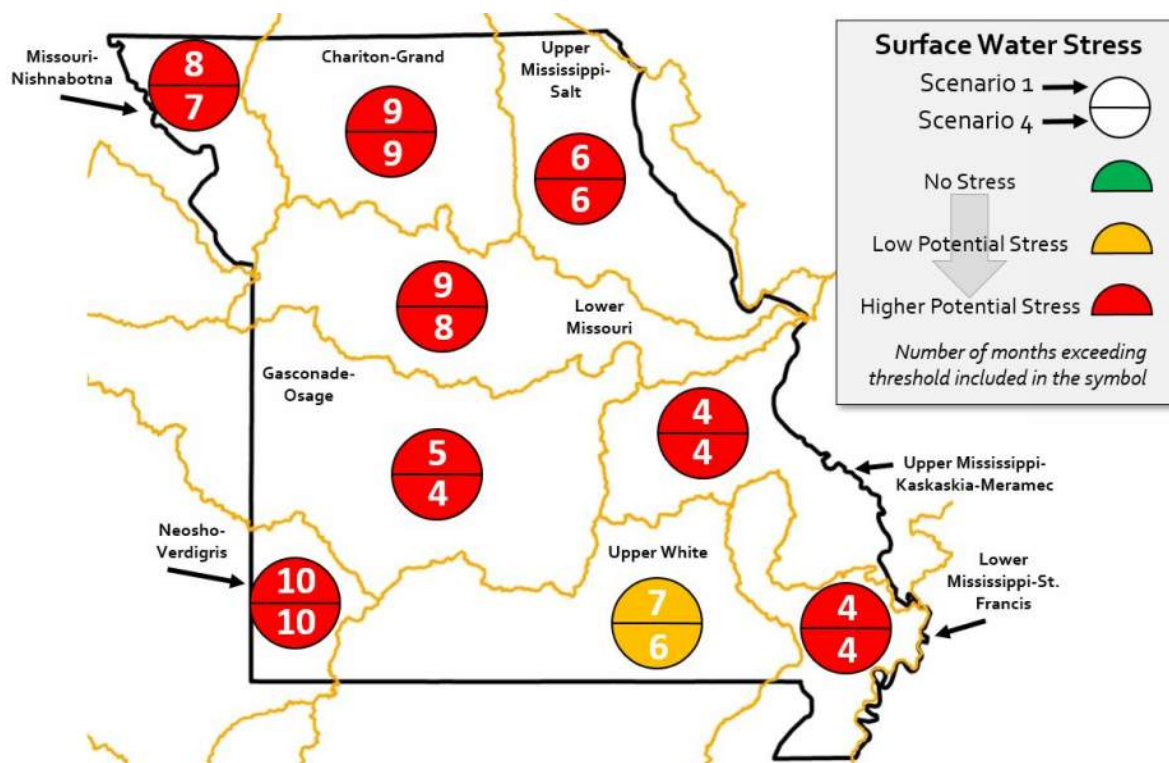 Missouri-
Nishnabotna
8
7
Chariton-Grand
9
9
Upper
Mississippi-
Salt
6
6
Surface Water Stress
Scenario 1
Scenario 4
No Stress
Low Potential Stress
Higher Potential Stress
Number of months exceeding
threshold included in the symbol
9
8
Lower
Missouri
Gasconade-
Osage
5
4
4
4
Upper Mississippi-
Kaskaskia-Meramec
Neosho-
Verdigris
10
10
Upper White
7
6
4
4
Lower
Mississippi-St.
Francis